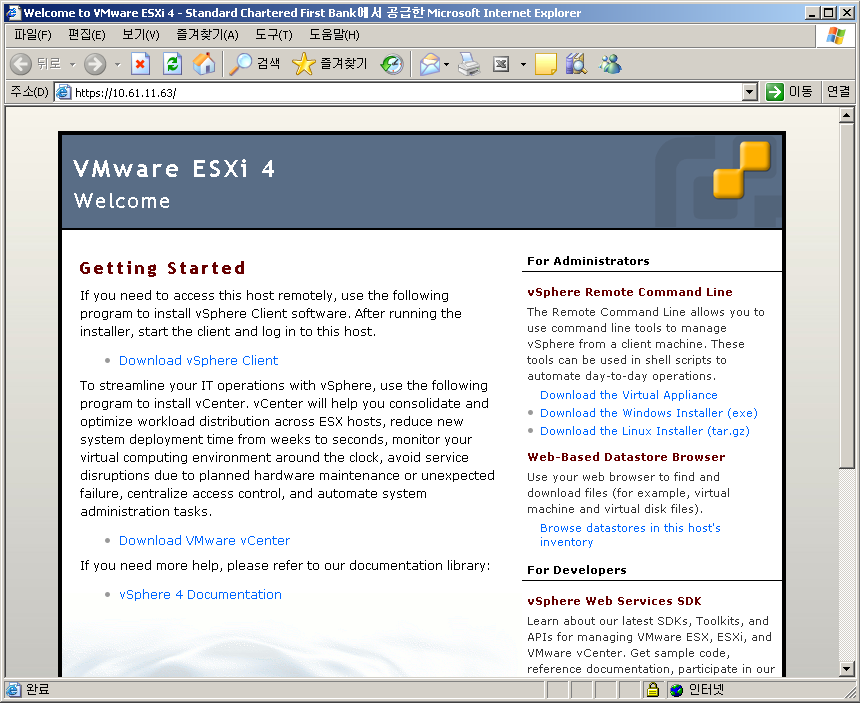 Welcome to VMware ESXi 4 - Standard Chartered First Bank에서 공급한 Microsoft Internet Explorer
파일(F) 편집(E) 보기(V) 즐겨찾기(A) 도구(T) 도움말(H)
뒤로 검색 즐겨찾기
주소(D) https://10.61.11.63/ 이동 연결
VMware ESXi 4
Welcome
Getting Started
If you need to access this host remotely, use the following
program to install vSphere Client software. After running the
installer, start the client and log in to this host.
Download vSphere Client
To streamline your IT operations with vSphere, use the following
program to install vCenter. vCenter will help you consolidate and
optimize workload distribution across ESX hosts, reduce new
system deployment time from weeks to seconds, monitor your
virtual computing environment around the clock, avoid service
disruptions due to planned hardware maintenance or unexpected
failure, centralize access control, and automate system
administration tasks.
Download VMware vCenter
If you need more help, please refer to our documentation library:
vSphere 4 Documentation
For Administrators
vSphere Remote Command Line
The Remote Command Line allows you to
use command line tools to manage
vSphere from a client machine. These
tools can be used in shell scripts to
automate day-to-day operations.
Download the Virtual Appliance
Download the Windows Installer (exe)
Download the Linux Installer (tar.gz)
Web-Based Datastore Browser
Use your web browser to find and
download files (for example, virtual
machine and virtual disk files).
Browse datastores in this host's
inventory
For Developers
vSphere Web Services SDK
Learn about our latest SDKs, Toolkits, and
APIs for managing VMware ESX, ESXi, and
VMware vCenter. Get sample code,
reference documentation, participate in our
완료 인터넷